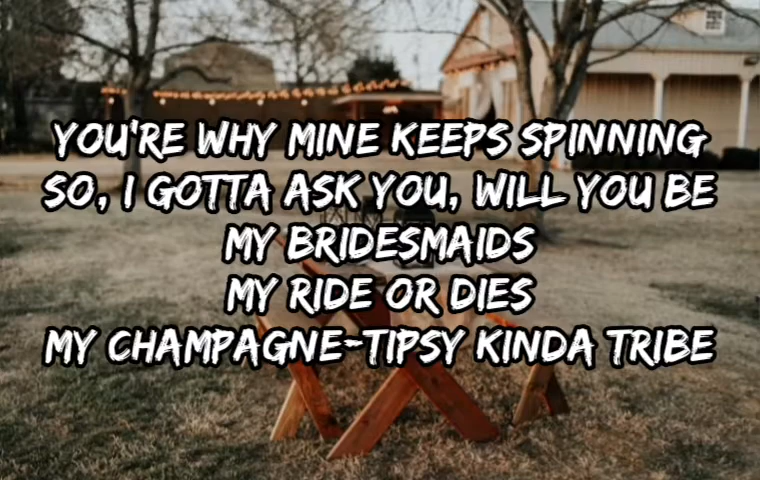 YOU'RE WHY MINE KEEPS SPINNING
SO, I GOTTA ASK YOU, WILL YOU BE
MY BRIDESMAIDS
MY RIDE OR DIES
MY CHAMPAGNE-TIPSY KINDA TRIBE